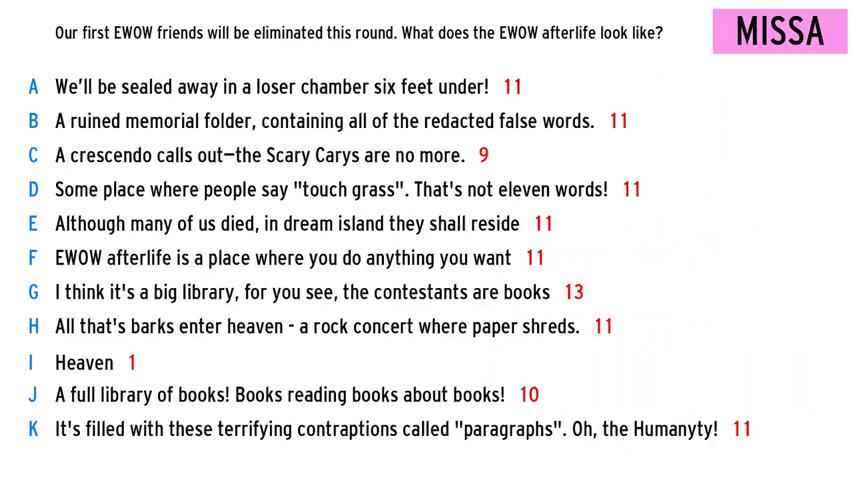 Our first EWOW friends will be eliminated this round. What does the EWOW afterlife look like?
MISSA
A We'll be sealed away in a loser chamber six feet under! 11
B A ruined memorial folder, containing all of the redacted false words. 11
C A crescendo calls out—the Scary Carys are no more. 9
D Some place where people say "touch grass". That's not eleven words! 11
E Although many of us died, in dream island they shall reside 11
F EWOW afterlife is a place where you do anything you want 11
G I think it's a big library, for you see, the contestants are books 13
H All that's barks enter heaven - a rock concert where paper shreds. 11
I Heaven 1
J A full library of books! Books reading books about books! 10
K It's filled with these terrifying contraptions called "paragraphs". Oh, the Humanyty! 11